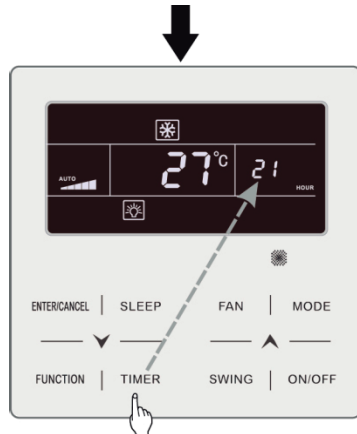 27°C
21
AUTO
HOUR
ENTER/CANCEL SLEEP FAN MODE
FUNCTION TIMER SWING ON/OFF